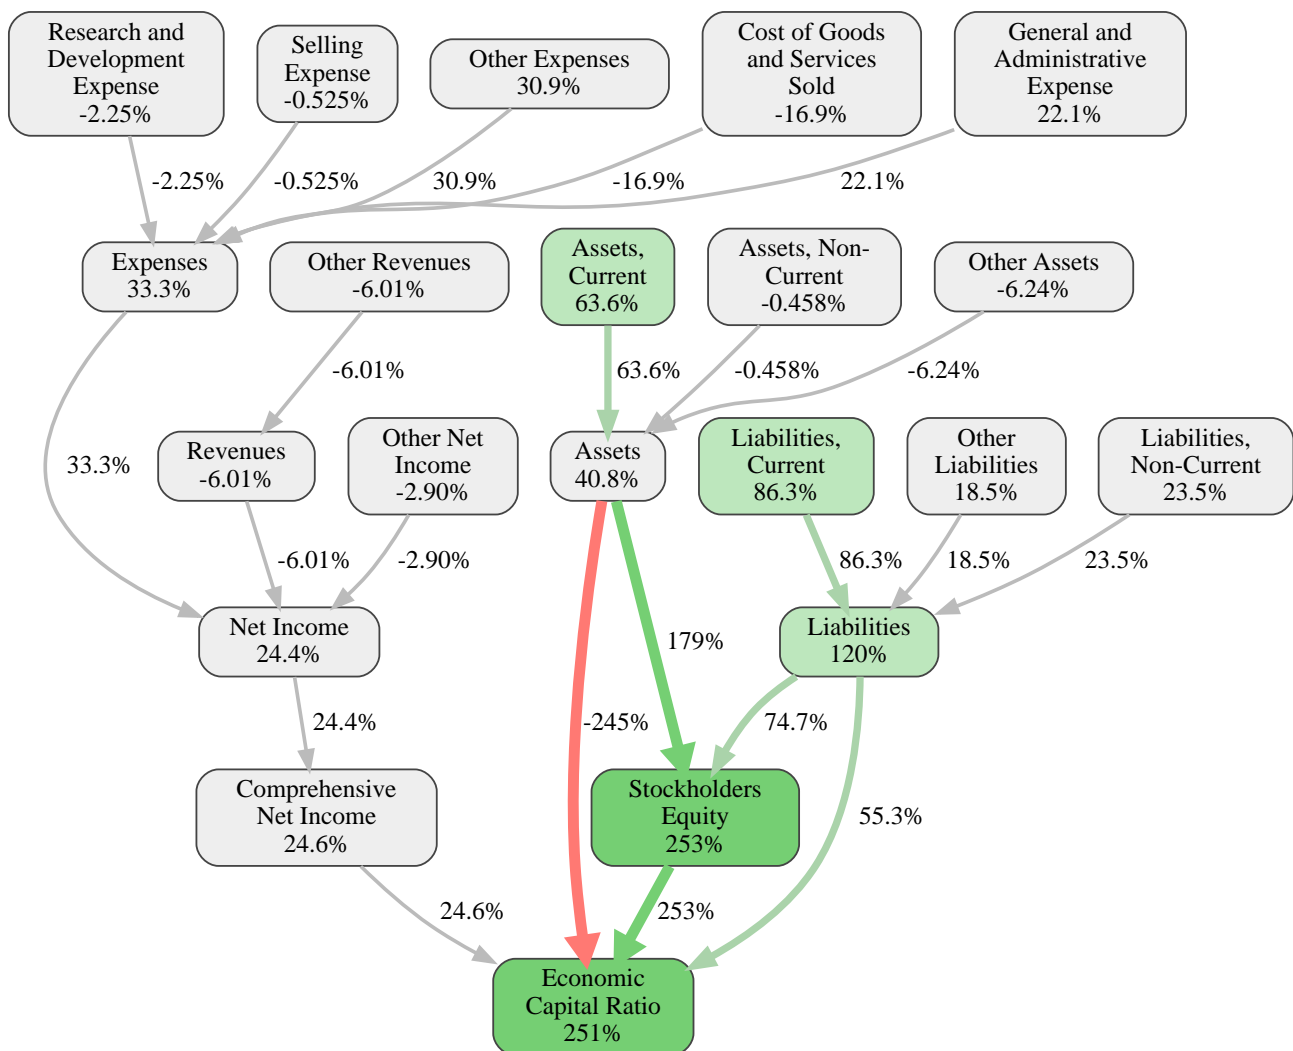 Research and
Development
Expense
-2.25%
Selling
Expense
-0.525%
Other Expenses
30.9%
Cost of Goods
and Services
Sold
-16.9%
General and
Administrative
Expense
22.1%
-2.25%
-0.525%
30.9%
-16.9%
22.1%
Expenses
33.3%
Other Revenues
-6.01%
Assets,
Current
63.6%
Assets, Non-
Current
-0.458%
Other Assets
-6.24%
-6.01%
63.6%
-0.458%
-6.24%
33.3%
Revenues
-6.01%
Other Net
Income
-2.90%
Assets
40.8%
Liabilities,
Current
86.3%
Other
Liabilities
18.5%
Liabilities,
Non-Current
23.5%
-6.01%
-2.90%
86.3%
18.5%
23.5%
Net Income
24.4%
179%
Liabilities
120%
24.4%
-245%
74.7%
Comprehensive
Net Income
24.6%
Stockholders
Equity
253%
55.3%
24.6%
253%
Economic
Capital Ratio
251%